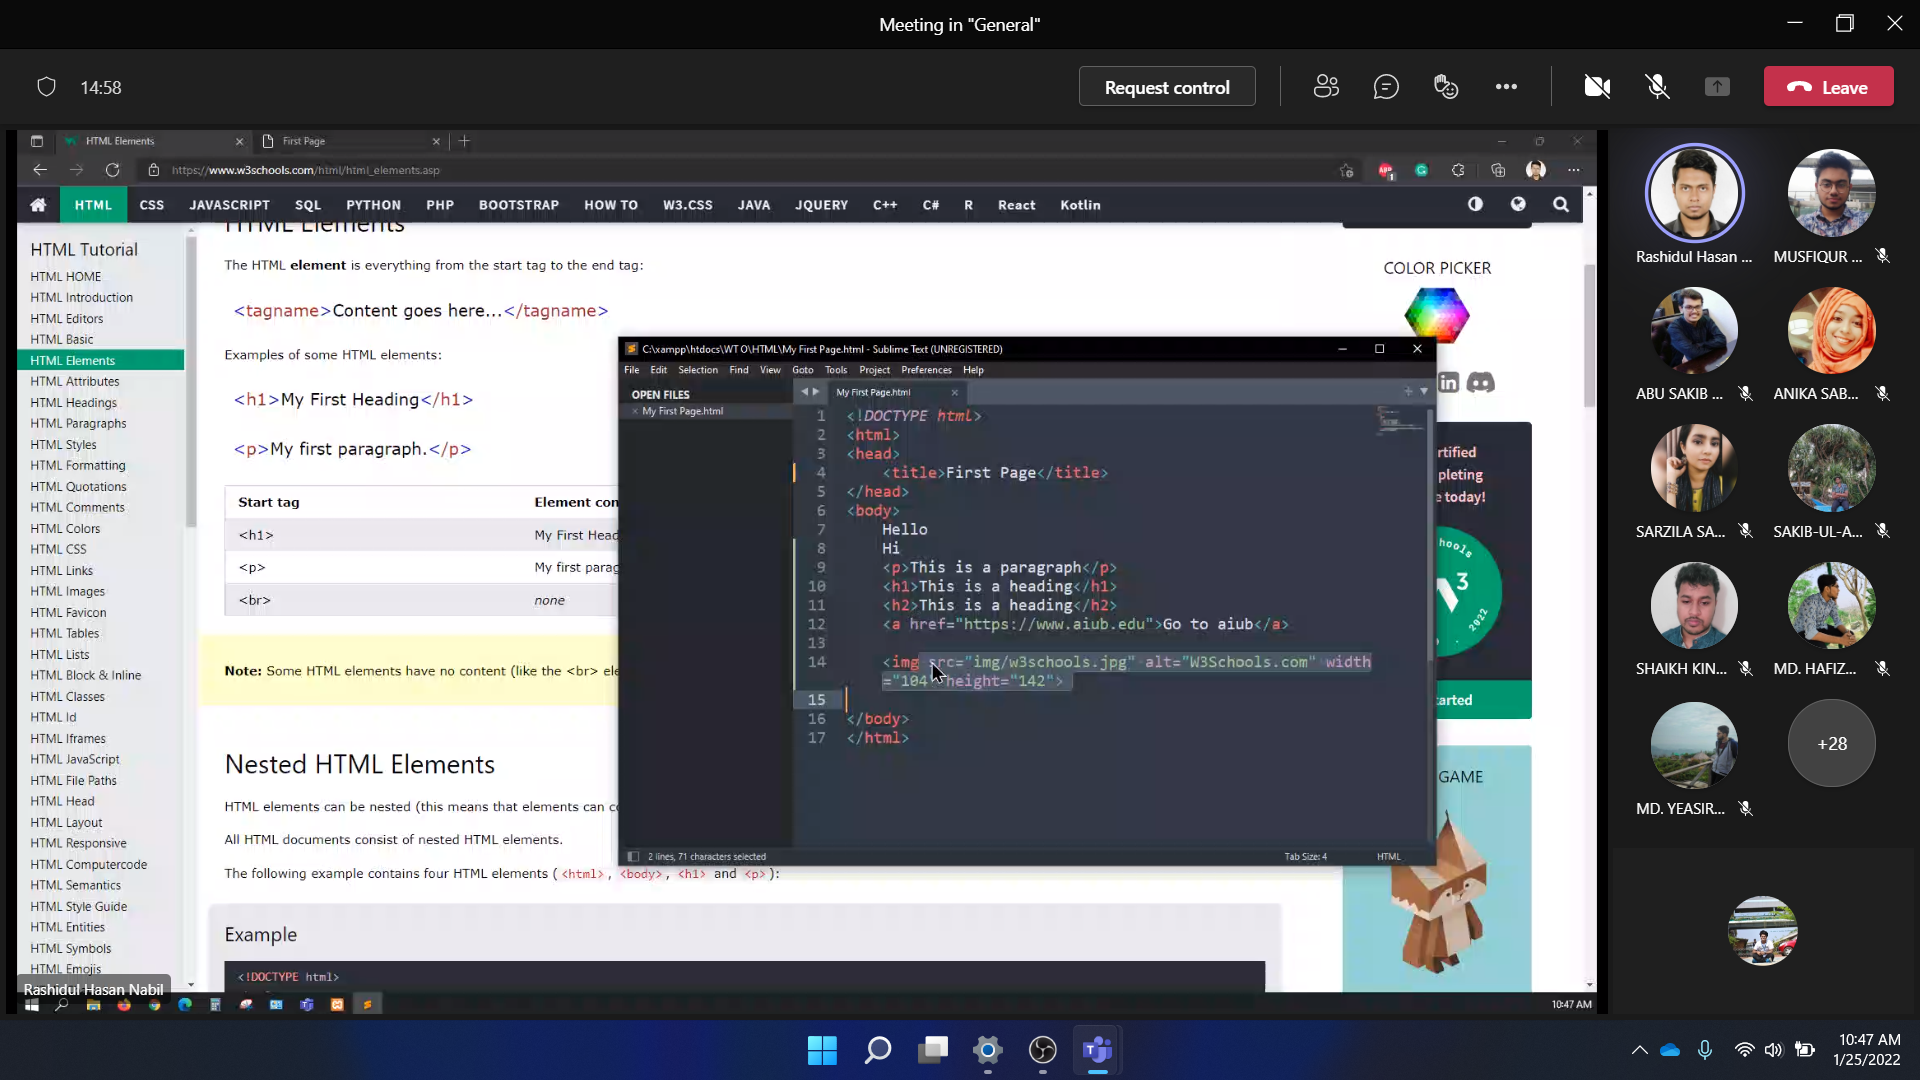 Meeting in "General"
14:58
Request control
Leave
HTML Elements
First Page
https://www.w3schools.com/html/html_elements.asp
HTML CSS JAVASCRIPT SQL PYTHON PHP BOOTSTRAP HOW TO W3.CSS JAVA JQUERY C++ C# R React Kotlin
HTML Tutorial
HTML HOME
HTML Introduction
HTML Editors
HTML Basic
HTML Elements
HTML Attributes
HTML Headings
HTML Paragraphs
HTML Styles
HTML Formatting
HTML Quotations
HTML Comments
HTML Colors
HTML CSS
HTML Links
HTML Images
HTML Favicon
HTML Tables
HTML Lists
HTML Block & Inline
HTML Classes
HTML Id
HTML Iframes
HTML JavaScript
HTML File Paths
HTML Head
HTML Layout
HTML Responsive
HTML Computercode
HTML Semantics
HTML Style Guide
HTML Entities
HTML Symbols
HTML Emojis
Rashidul Hasan Nabil
HTML Elements
The HTML element is everything from the start tag to the end tag:
<tagname>Content goes here...</tagname>
Examples of some HTML elements:
<h1>My First Heading</h1>
<p>My first paragraph.</p>
Start tag Element con
<h1> My First Head
<p> My first parag
<br> none
Note: Some HTML elements have no content (like the <br> ele
Nested HTML Elements
HTML elements can be nested (this means that elements can co
All HTML documents consist of nested HTML elements.
The following example contains four HTML elements (<html>, <body>, <h1> and <p>):
Example
<!DOCTYPE html>
C:\xampp\htdocs\WT O\HTML\My First Page.html - Sublime Text (UNREGISTERED)
File Edit Selection Find View Goto Tools Project Preferences Help
OPEN FILES
My First Page.html
My First Page.html
1 <!DOCTYPE html>
2 <html>
3 <head>
4 <title>First Page</title>
5 </head>
6 <body>
7 Hello
8 Hi
9 <p>This is a paragraph</p>
10 <h1>This is a heading</h1>
11 <h2>This is a heading</h2>
12 <a href="https://www.aiub.edu">Go to aiub</a>
13
14 <img src="img/w3schools.jpg" alt="W3Schools.com" width
="104" height="142">
15
16 </body>
17 </html>
2 lines, 71 characters selected
Tab Size: 4
HTML
COLOR PICKER
rtified
pleting
e today!
hools
3
2022
arted
GAME
10:47 AM
Rashidul Hasan ...
MUSFIQUR ...
ABU SAKIB ...
ANIKA SAB...
SARZILA SA...
SAKIB-UL-A...
SHAIKH KIN...
MD. HAFIZ...
MD. YEASIR...
+28
10:47 AM
1/25/2022